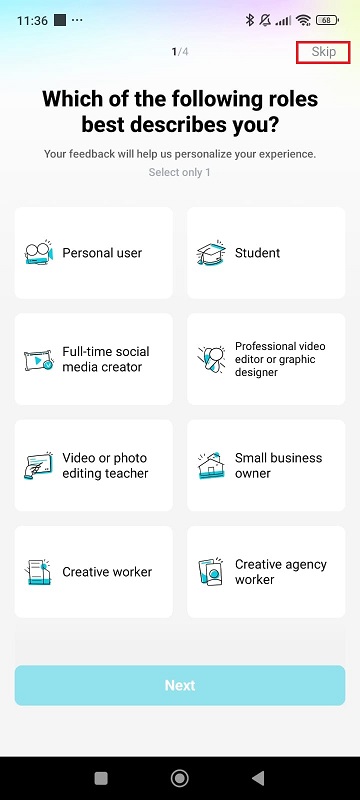 11:36
68
1/4
Skip
Which of the following roles
best describes you?
Your feedback will help us personalize your experience.
Select only 1
Personal user
Student
Full-time social
media creator
Professional video
editor or graphic
designer
Video or photo
editing teacher
Small business
owner
Creative worker
Creative agency
worker
Next